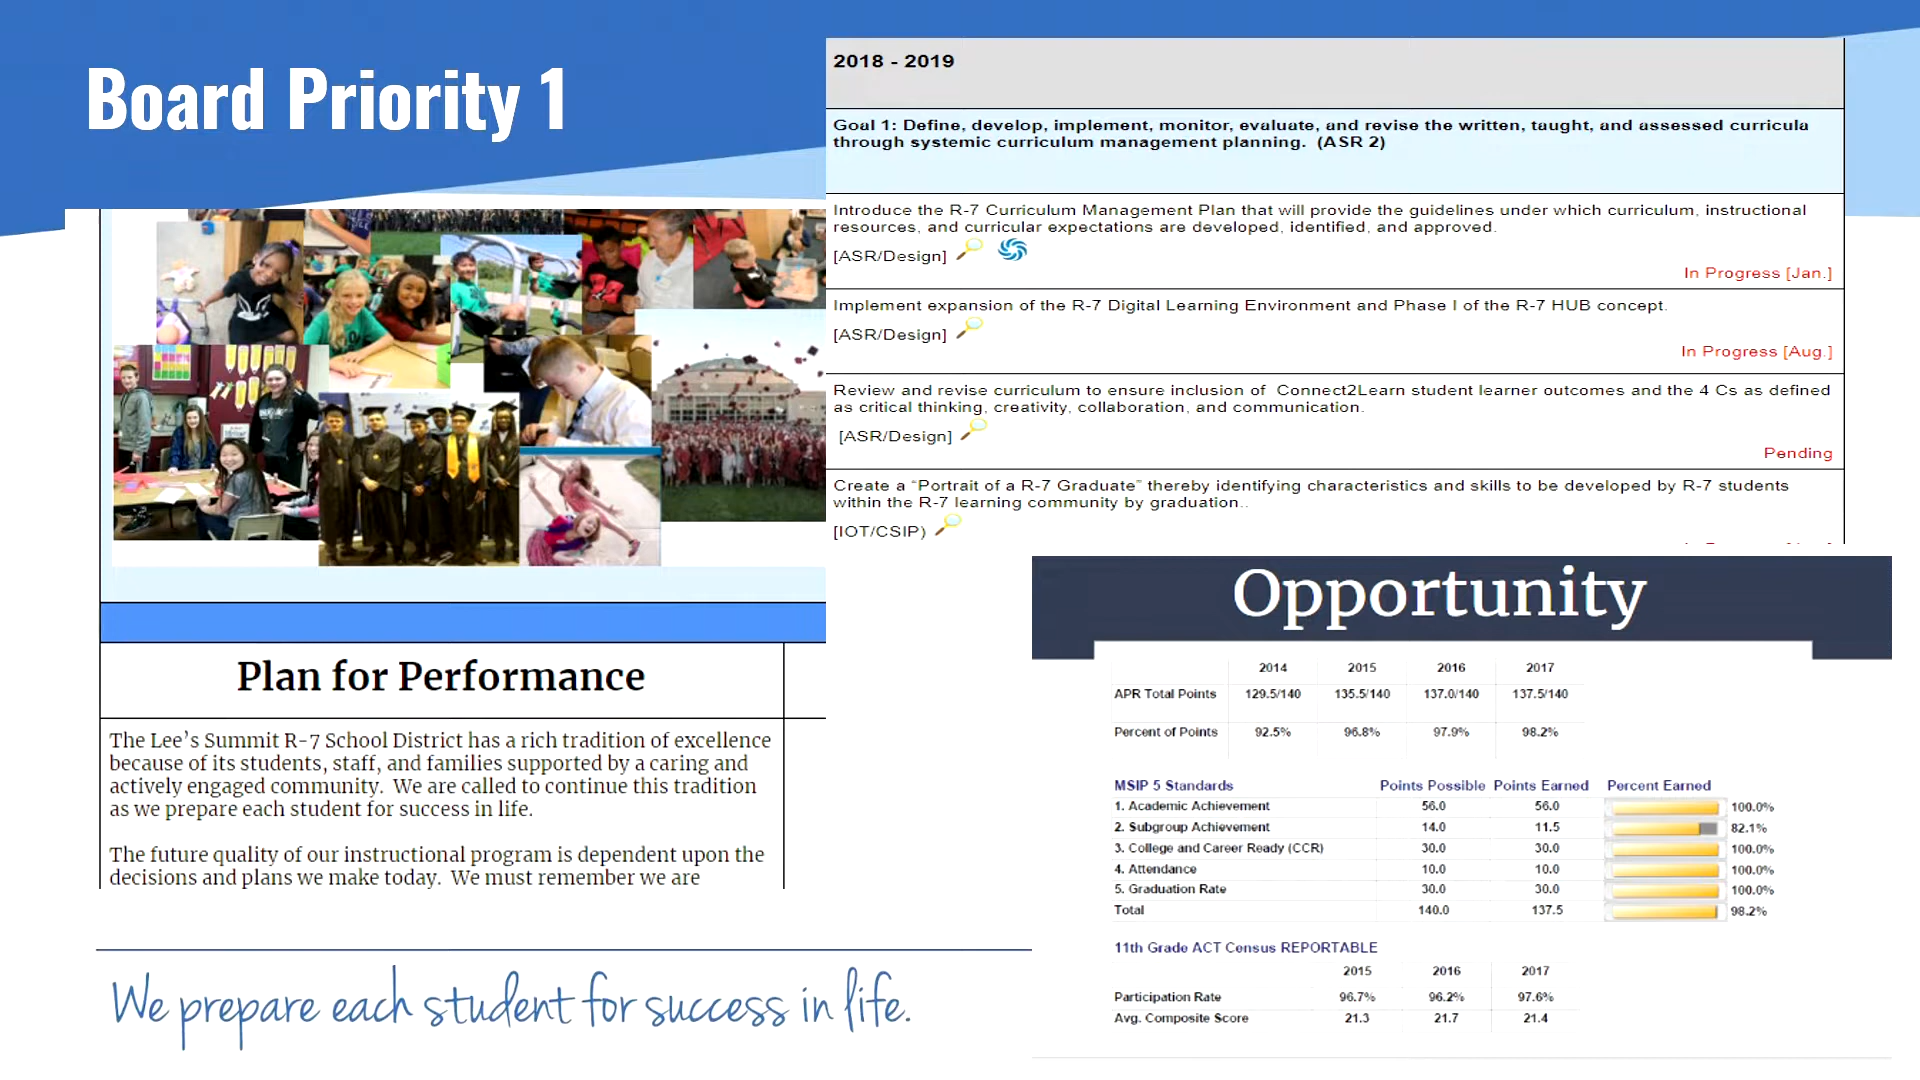 Board Priority 1
2018 - 2019
Goal 1: Define, develop, implement, monitor, evaluate, and revise the written, taught, and assessed curricula
through systemic curriculum management planning. (ASR 2)
Introduce the R-7 Curriculum Management Plan that will provide the guidelines under which curriculum, instructional
resources, and curricular expectations are developed, identified, and approved.
[ASR/Design]
In Progress [Jan.]
Implement expansion of the R-7 Digital Learning Environment and Phase I of the R-7 HUB concept.
[ASR/Design]
In Progress [Aug.]
Review and revise curriculum to ensure inclusion of Connect2Learn student learner outcomes and the 4 Cs as defined
as critical thinking, creativity, collaboration, and communication.
[ASR/Design]
Pending
Create a “Portrait of a R-7 Graduate” thereby identifying characteristics and skills to be developed by R-7 students
within the R-7 learning community by graduation..
[IOT/CSIP)
Plan for Performance
The Lee’s Summit R-7 School District has a rich tradition of excellence
because of its students, staff, and families supported by a caring and
actively engaged community. We are called to continue this tradition
as we prepare each student for success in life.
The future quality of our instructional program is dependent upon the
decisions and plans we make today. We must remember we are
We prepare each student for success in life.
Opportunity
2014 2015 2016 2017
APR Total Points 129.5/140 135.5/140 137.0/140 137.5/140
Percent of Points 92.5% 96.8% 97.9% 98.2%
MSIP 5 Standards Points Possible Points Earned Percent Earned
1. Academic Achievement 56.0 56.0 100.0%
2. Subgroup Achievement 14.0 11.5 82.1%
3. College and Career Ready (CCR) 30.0 30.0 100.0%
4. Attendance 10.0 10.0 100.0%
5. Graduation Rate 30.0 30.0 100.0%
Total 140.0 137.5 98.2%
11th Grade ACT Census REPORTABLE
2015 2016 2017
Participation Rate 96.7% 96.2% 97.6%
Avg. Composite Score 21.3 21.7 21.4